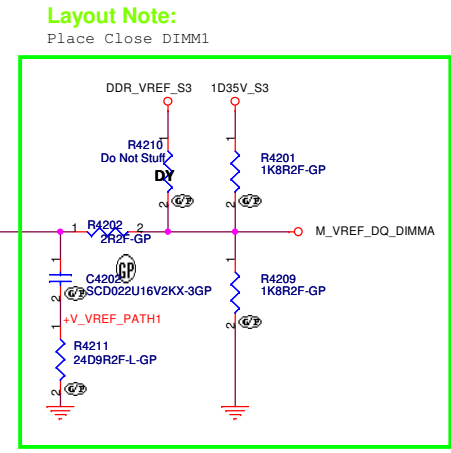 Layout Note:
Place Close DIMM1
DDR_VREF_S3 1D35V_S3
1 1
R4210
Do Not Stuff
DY
R4201
1K8R2F-GP
2 G/P 2 G/P
1 R4202 2
2R2F-GP
M_VREF_DQ_DIMMA
1 GP 1
C4202
SCD022U16V2KX-3GP
R4209
1K8R2F-GP
2 G/P
+V_VREF_PATH1
2 G/P
1
R4211
24D9R2F-L-GP
2 G/P